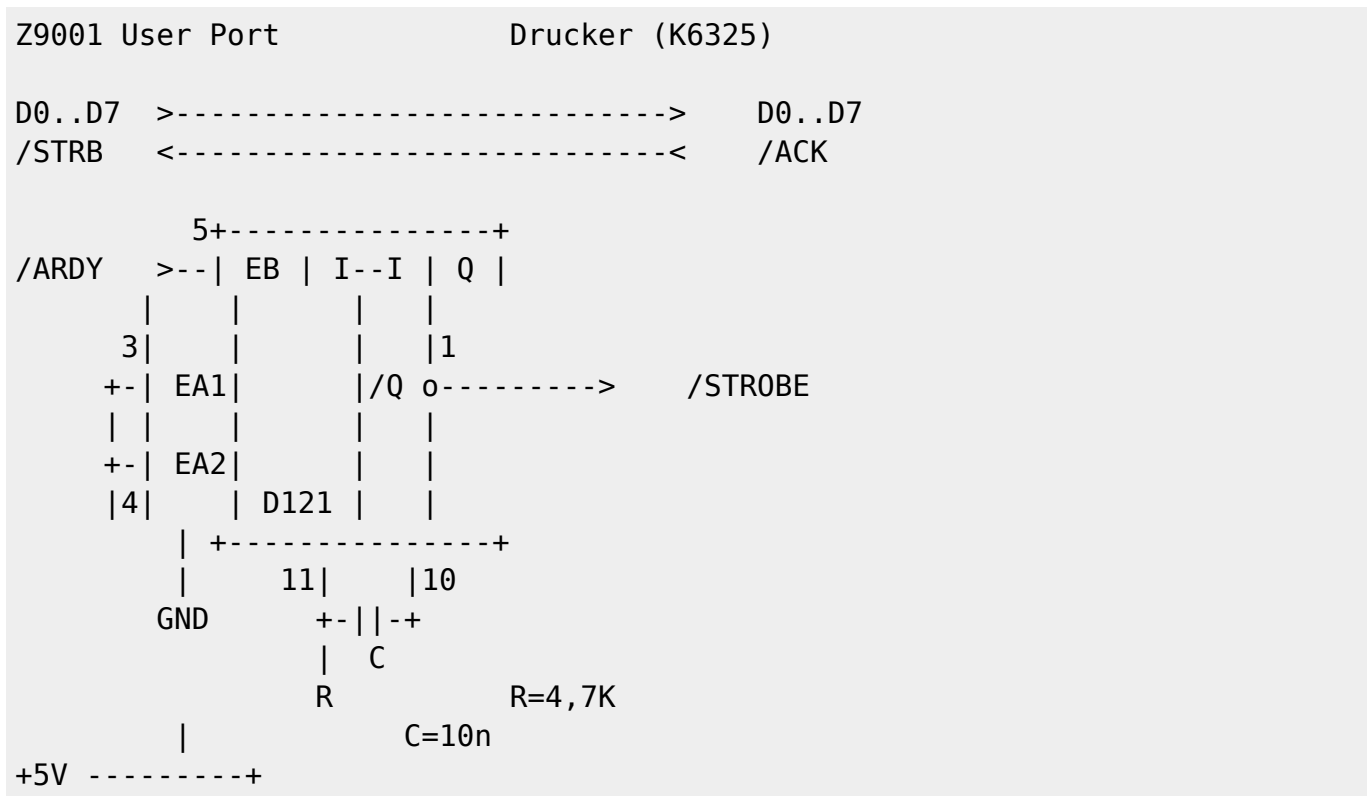 Z9001 User Port                Drucker (K6325)

D0..D7  >---------------------------->    D0..D7
/STRB   <----------------------------<    /ACK

          5+---------------+
/ARDY   >--| EB | I--I | Q |
       |    |      |   |
      3|    |      |   |1
     +-| EA1|      |/Q o--------->    /STROBE
     | |    |      |   |
     +-| EA2|      |   |
     |4|    | D121 |   |
         | +---------------+
         |     11|    |10
        GND      +-||-+
                 |  C
                 R          R=4,7K
         |            C=10n
+5V ---------+